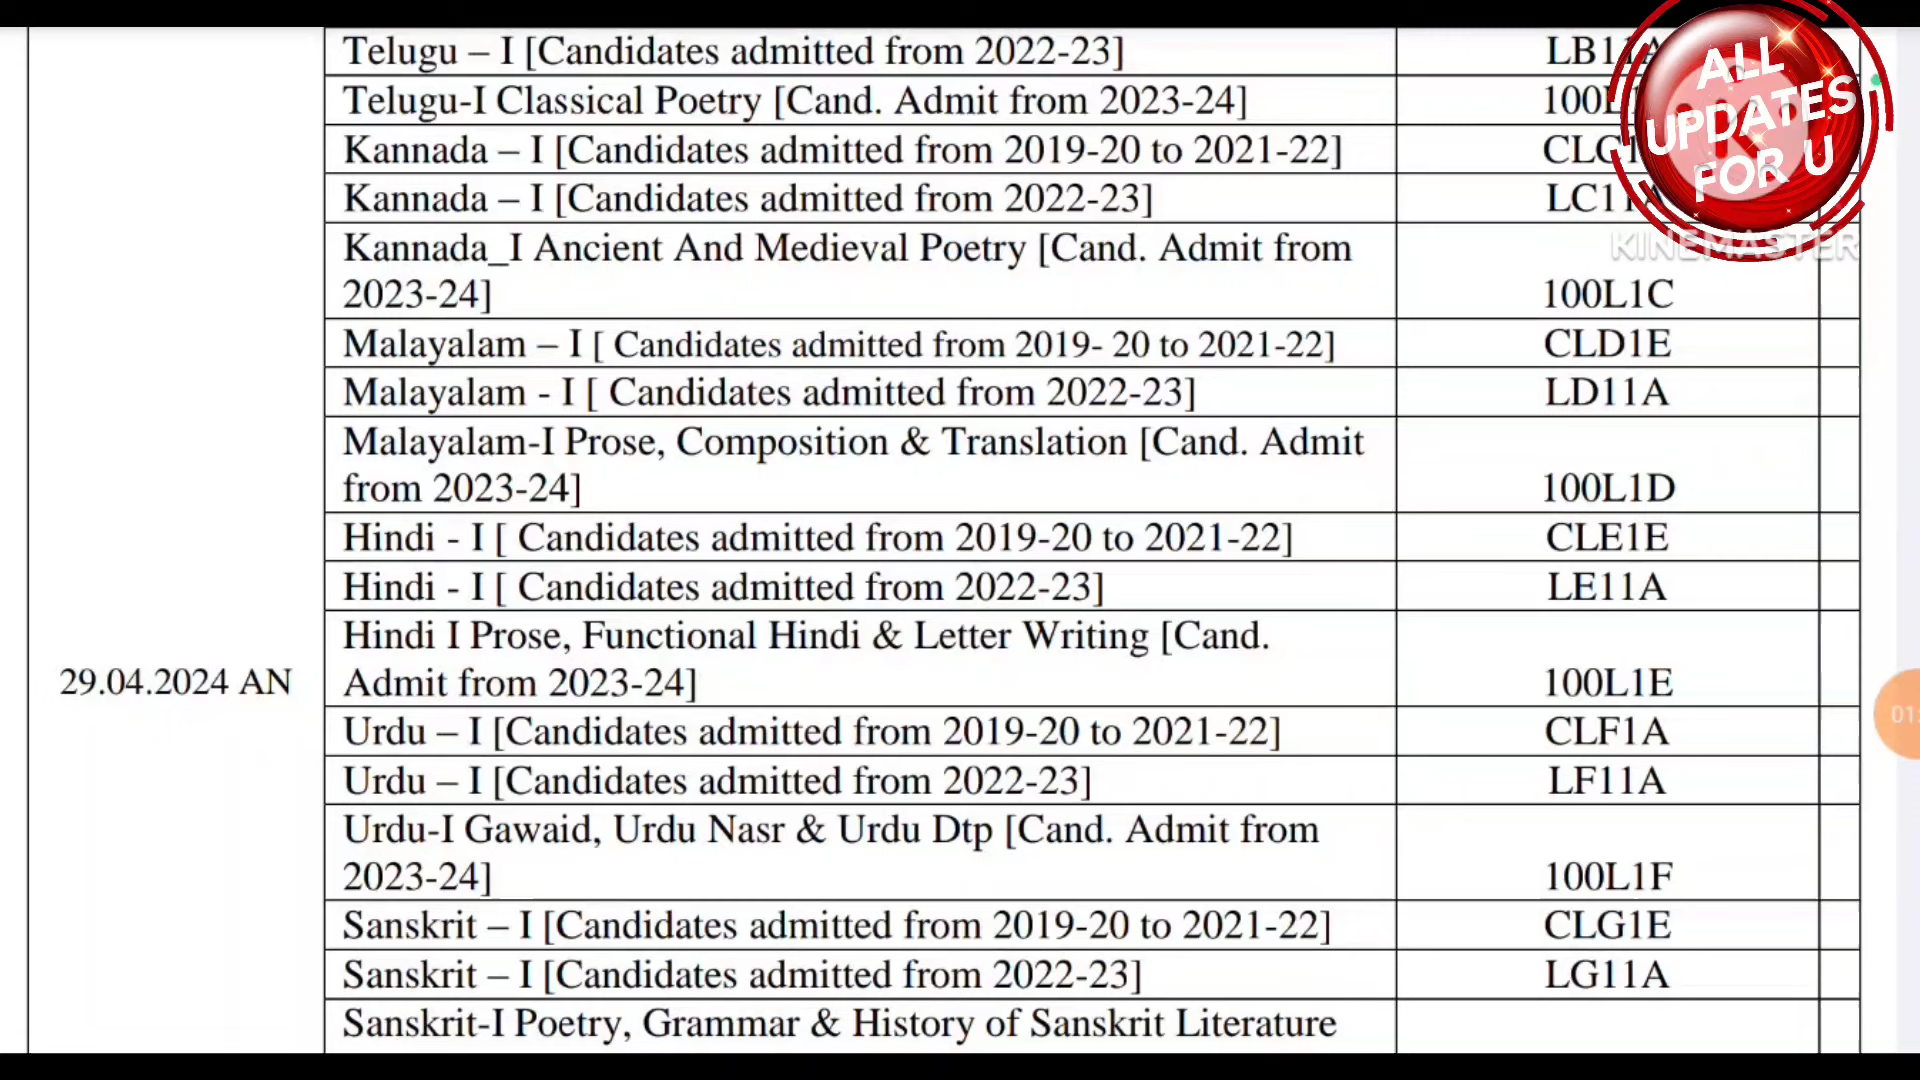 Telugu – I [Candidates admitted from 2022-23] LB11A
Telugu-I Classical Poetry [Cand. Admit from 2023-24]
Kannada – I [Candidates admitted from 2019-20 to 2021-22]
Kannada – I [Candidates admitted from 2022-23] LC11A
Kannada_I Ancient And Medieval Poetry [Cand. Admit from
2023-24] 100L1C
Malayalam – I [ Candidates admitted from 2019- 20 to 2021-22] CLD1E
Malayalam - I [ Candidates admitted from 2022-23] LD11A
Malayalam-I Prose, Composition & Translation [Cand. Admit
from 2023-24] 100L1D
Hindi - I [ Candidates admitted from 2019-20 to 2021-22] CLE1E
Hindi - I [ Candidates admitted from 2022-23] LE11A
Hindi I Prose, Functional Hindi & Letter Writing [Cand.
29.04.2024 AN Admit from 2023-24] 100L1E
Urdu – I [Candidates admitted from 2019-20 to 2021-22] CLF1A
Urdu – I [Candidates admitted from 2022-23] LF11A
Urdu-I Gawaid, Urdu Nasr & Urdu Dtp [Cand. Admit from
2023-24] 100L1F
Sanskrit – I [Candidates admitted from 2019-20 to 2021-22] CLG1E
Sanskrit – I [Candidates admitted from 2022-23] LG11A
Sanskrit-I Poetry, Grammar & History of Sanskrit Literature
ALL
UPDATES
FOR U
KINEMASTER